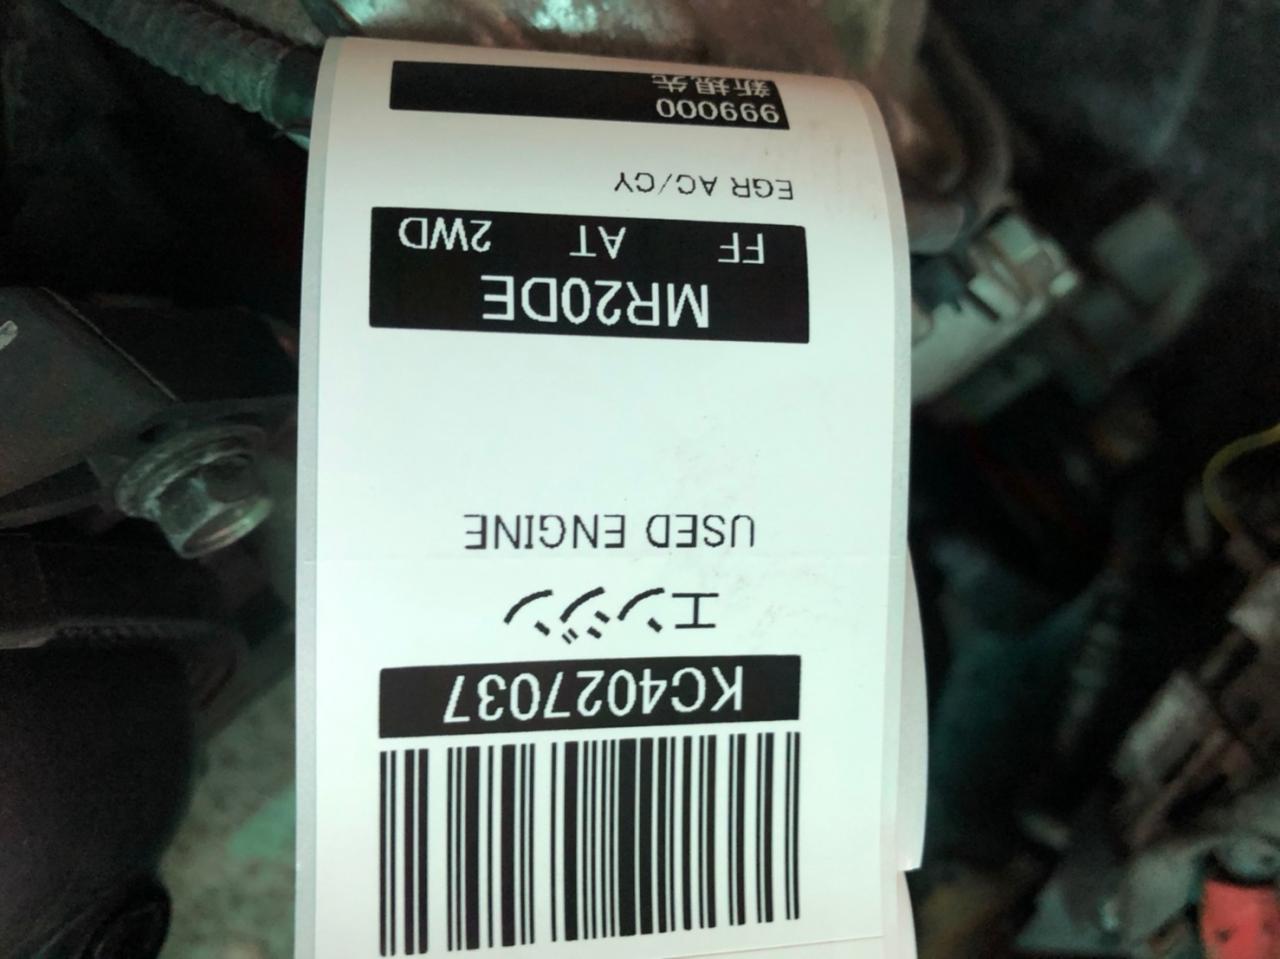 KC4027037
エンジン
USED ENGINE
MR20DE
FF AT 2WD
EGR AC/CY
999000
新規先